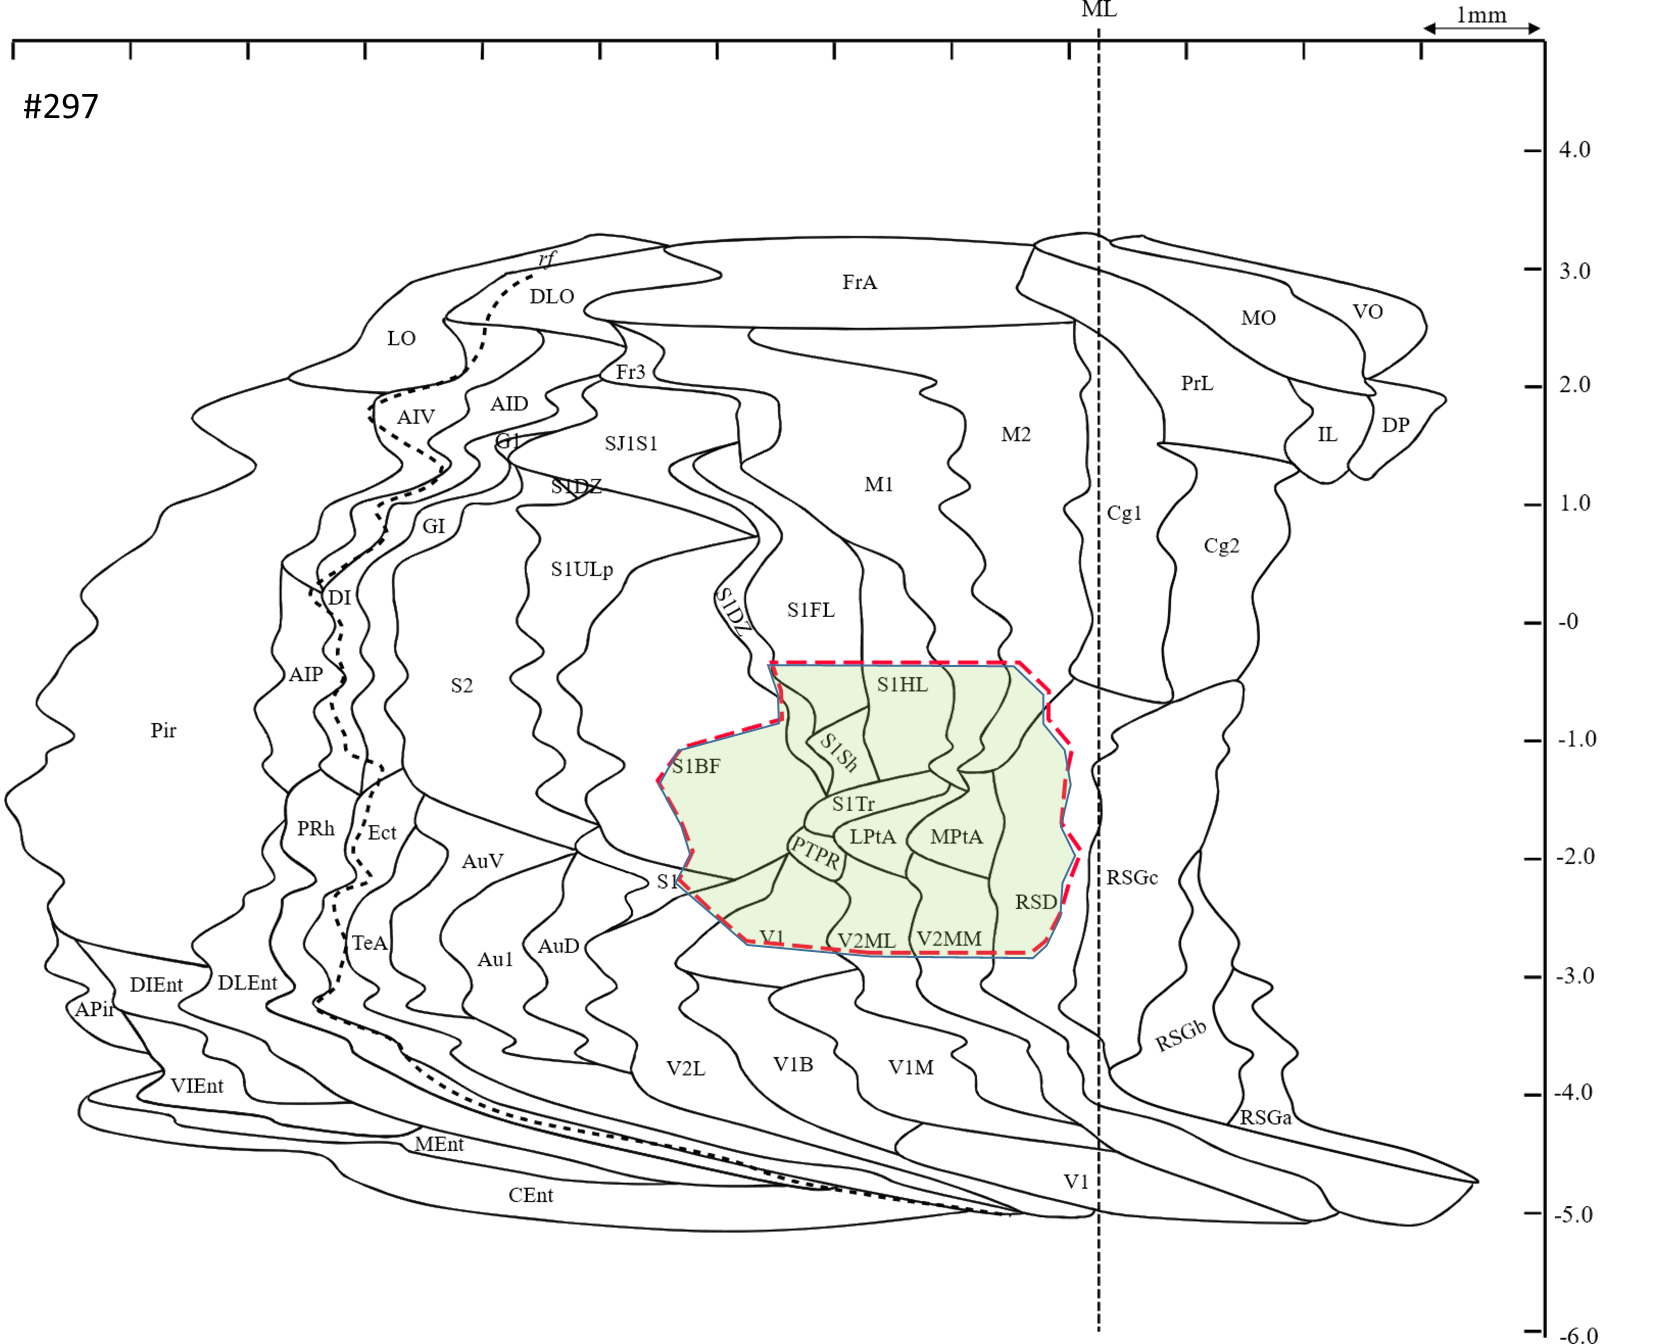 ML
1mm
#297
4.0
rf
3.0
FrA
DLO
MO
VO
LO
Fr3
PrL
2.0
AID
AIV
DP
M2
IL
G1
SJ1S1
M1
S1DZ
1.0
Cg1
GI
Cg2
S1ULp
DI
S1DZ
S1FL
-0
AIP
S2
S1HL
Pir
-1.0
S1Sh
S1BF
S1Tr
PRh
Ect
LPtA
MPtA
PTPR
-2.0
AuV
S1
RSGc
RSD
V1
V2ML
V2MM
TeA
AuD
Au1
DIEnt
DLEnt
-3.0
APir
RSGb
V2L
V1B
V1M
VIEnt
-4.0
RSGa
MEnt
V1
CEnt
-5.0
-6.0